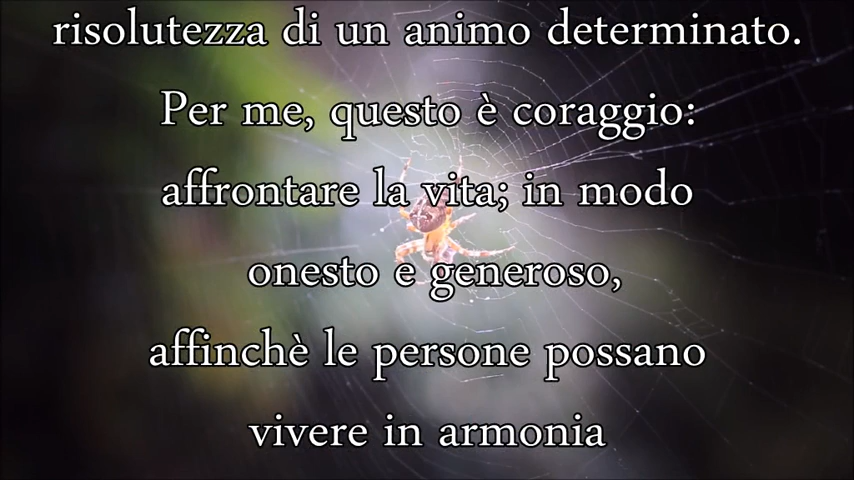 risolutezza di un animo determinato.
Per me, questo è coraggio:
affrontare la vita; in modo
onesto e generoso,
affinchè le persone possano
vivere in armonia